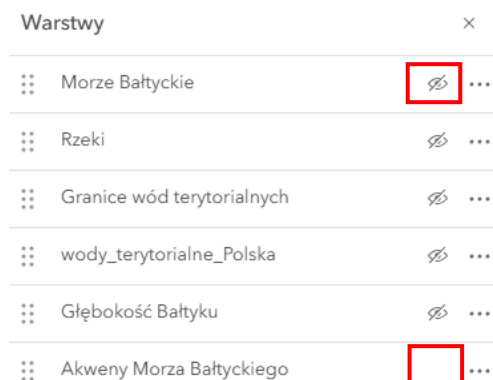 Warstwy
Morze Bałtyckie
Rzeki
Granice wód terytorialnych
wody_terytorialne_Polska
Głębokość Bałtyku
Akweny Morza Bałtyckiego